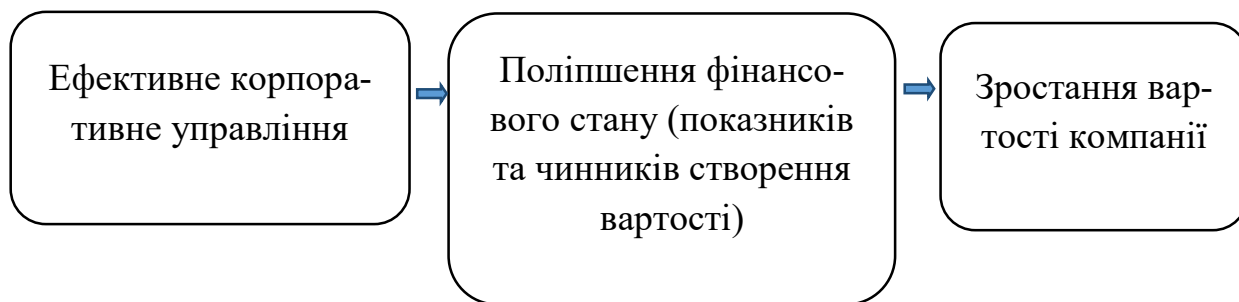 Ефективне корпора-
тивне управління
Поліпшення фінансо-
вого стану (показників
та чинників створення
вартості)
Зростання вар-
тості компанії